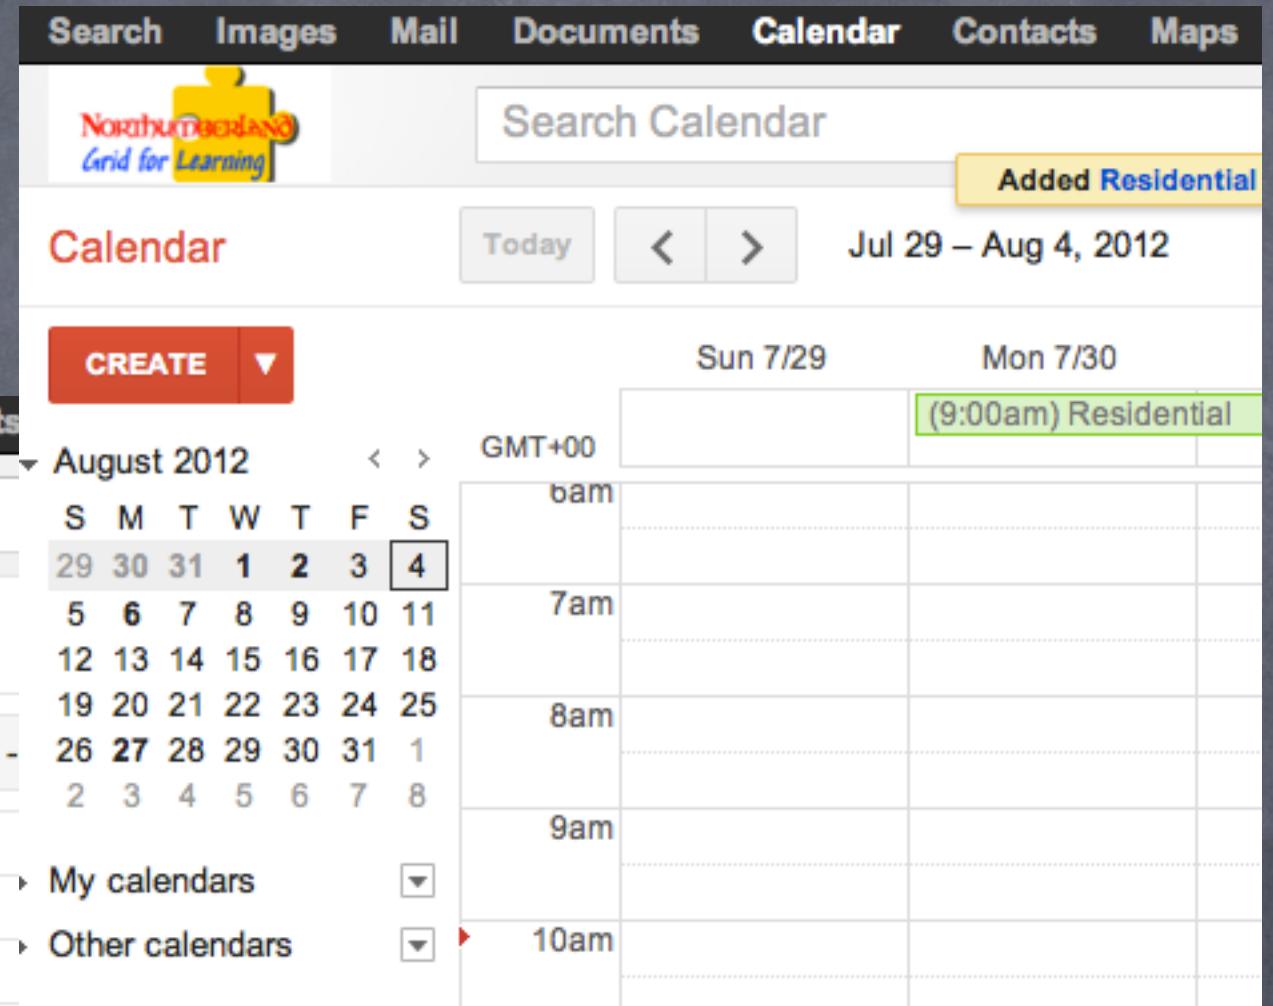 Search Images Mail Documents Calendar Contacts Maps
Northumberland
Grid for Learning
Search Calendar
Added Residential
Calendar
Today
Jul 29 – Aug 4, 2012
CREATE
Sun 7/29 Mon 7/30
(9:00am) Residential
GMT+00
August 2012
S M T W T F S
29 30 31 1 2 3 4
5 6 7 8 9 10 11
12 13 14 15 16 17 18
19 20 21 22 23 24 25
26 27 28 29 30 31 1
2 3 4 5 6 7 8
My calendars
Other calendars
6am
7am
8am
9am
10am